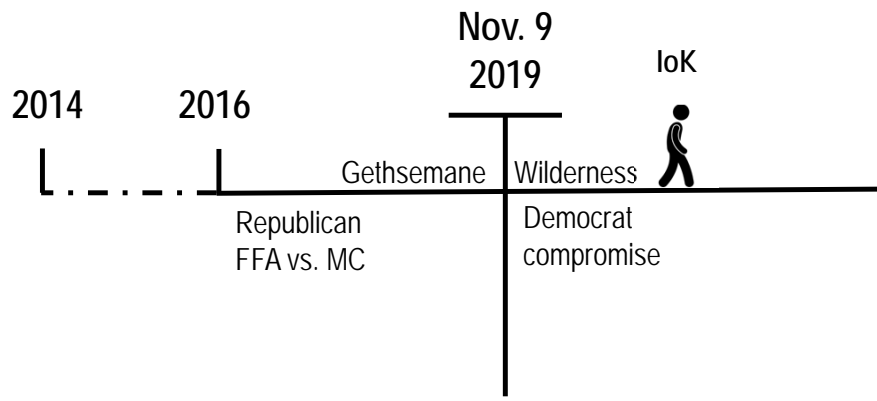 Nov. 9
2019
IoK
2014
2016
Gethsemane
Wilderness
Republican
FFA vs. MC
Democrat
compromise